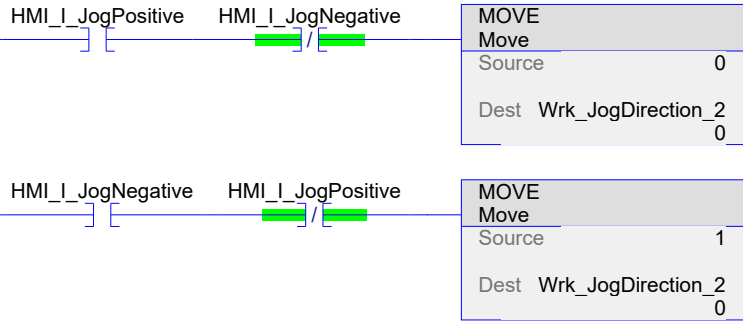 HMI_I_JogPositive HMI_I_JogNegative MOVE
Move
Source 0
Dest Wrk_JogDirection_2
0
HMI_I_JogNegative HMI_I_JogPositive MOVE
Move
Source 1
Dest Wrk_JogDirection_2
0